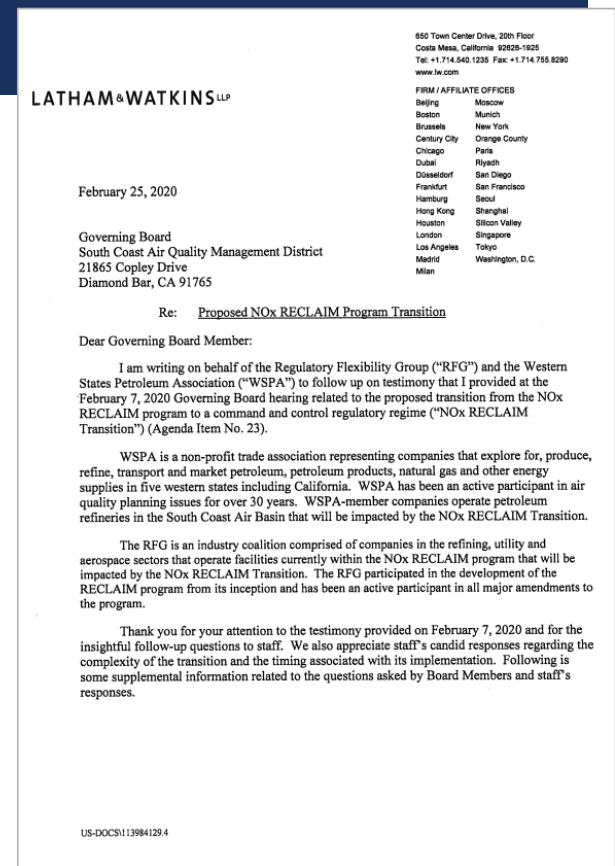 650 Town Center Drive, 20th Floor
Costa Mesa, California 92626-1925
Tel: +1.714.540.1235 Fax: +1.714.755.8290
www.lw.com
LATHAM&WATKINS LLP
FIRM / AFFILIATE OFFICES
Beijing Moscow
Boston Munich
Brussels New York
Century City Orange County
Chicago Paris
Dubai Riyadh
Düsseldorf San Diego
Frankfurt San Francisco
Hamburg Seoul
Hong Kong Shanghai
Houston Silicon Valley
London Singapore
Los Angeles Tokyo
Madrid Washington, D.C.
Milan
February 25, 2020
Governing Board
South Coast Air Quality Management District
21865 Copley Drive
Diamond Bar, CA 91765
Re: Proposed NOx RECLAIM Program Transition
Dear Governing Board Member:
I am writing on behalf of the Regulatory Flexibility Group (“RFG”) and the Western
States Petroleum Association (“WSPA”) to follow up on testimony that I provided at the
February 7, 2020 Governing Board hearing related to the proposed transition from the NOx
RECLAIM program to a command and control regulatory regime (“NOx RECLAIM
Transition”) (Agenda Item No. 23).
WSPA is a non-profit trade association representing companies that explore for, produce,
refine, transport and market petroleum, petroleum products, natural gas and other energy
supplies in five western states including California. WSPA has been an active participant in air
quality planning issues for over 30 years. WSPA-member companies operate petroleum
refineries in the South Coast Air Basin that will be impacted by the NOx RECLAIM Transition.
The RFG is an industry coalition comprised of companies in the refining, utility and
aerospace sectors that operate facilities currently within the NOx RECLAIM program that will be
impacted by the NOx RECLAIM Transition. The RFG participated in the development of the
RECLAIM program from its inception and has been an active participant in all major amendments to
the program.
Thank you for your attention to the testimony provided on February 7, 2020 and for the
insightful follow-up questions to staff. We also appreciate staff's candid responses regarding the
complexity of the transition and the timing associated with its implementation. Following is
some supplemental information related to the questions asked by Board Members and staff's
responses.
US-DOCS\113984129.4